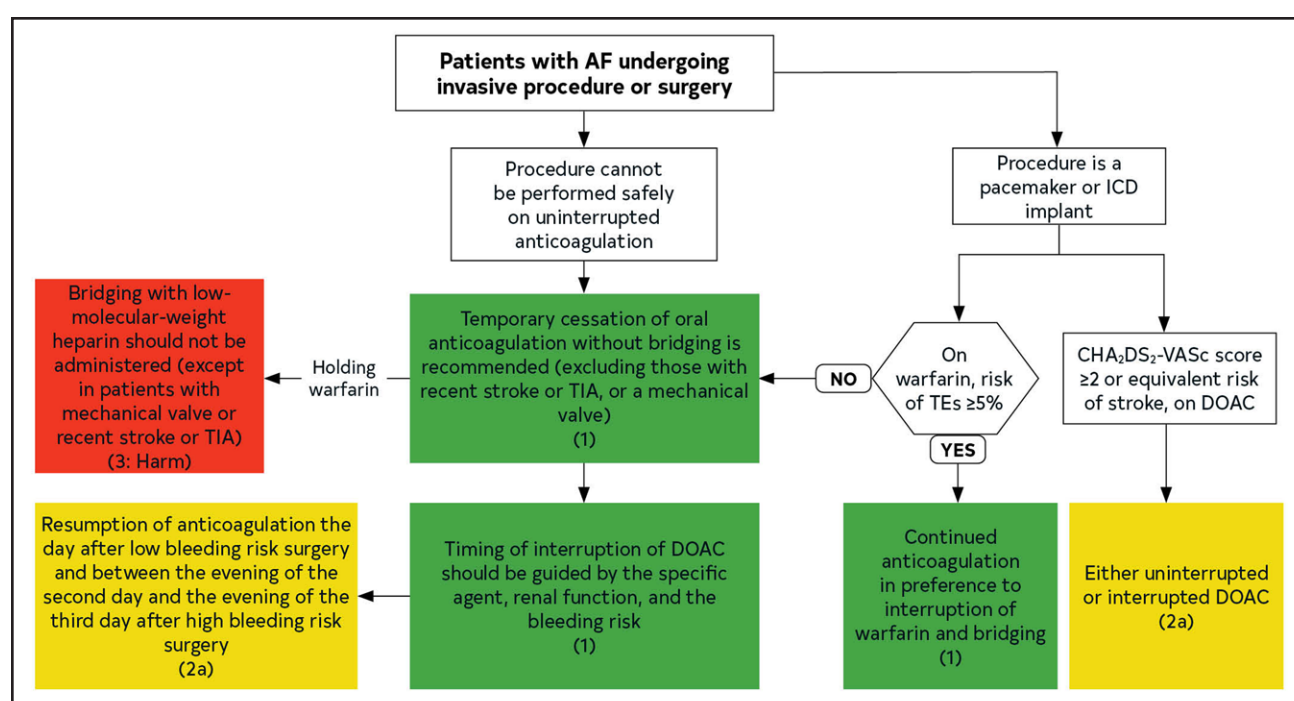 Patients with AF undergoing
invasive procedure or surgery
Procedure cannot
be performed safely
on uninterrupted
anticoagulation
Procedure is a
pacemaker or ICD
implant
Bridging with low-
molecular-weight
heparin should not be
administered (except
in patients with
mechanical valve or
recent stroke or TIA)
(3: Harm)
Holding
warfarin
Temporary cessation of oral
anticoagulation without bridging is
recommended (excluding those with
recent stroke or TIA, or a mechanical
valve)
(1)
NO
On
warfarin, risk
of TEs ≥5%
YES
CHA₂DS₂-VASc score
≥2 or equivalent risk
of stroke, on DOAC
Resumption of anticoagulation the
day after low bleeding risk surgery
and between the evening of the
second day and the evening of the
third day after high bleeding risk
surgery
(2a)
Timing of interruption of DOAC
should be guided by the specific
agent, renal function, and the
bleeding risk
(1)
Continued
anticoagulation
in preference to
interruption of
warfarin and bridging
(1)
Either uninterrupted
or interrupted DOAC
(2a)